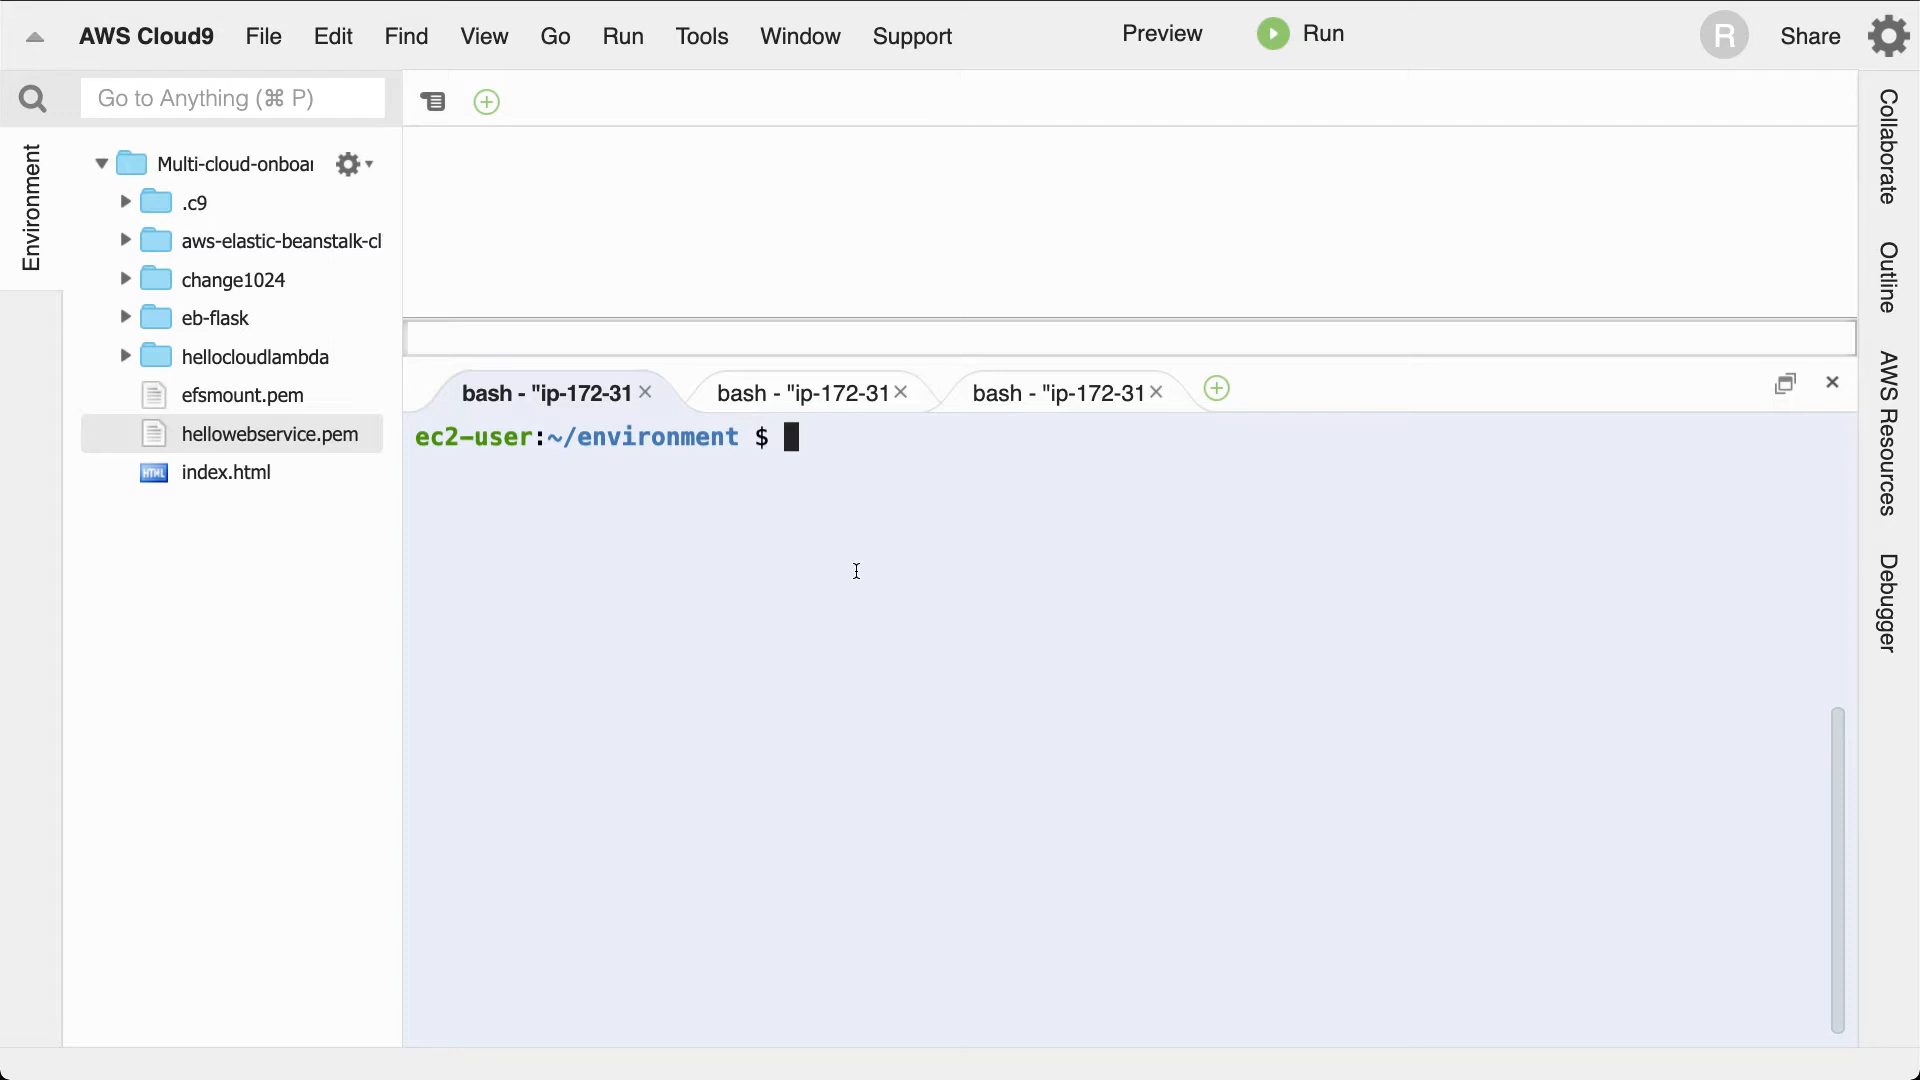 AWS Cloud9 File Edit Find View Go Run Tools Window Support Preview Run R Share
Go to Anything (⌘ P)
Environment
Multi-cloud-onboar
.c9
aws-elastic-beanstalk-cl
change1024
eb-flask
hellocloudlambda
efsmount.pem
hellowebservice.pem
HTML index.html
bash - "ip-172-31 bash - "ip-172-31 bash - "ip-172-31
ec2-user:~/environment $
Collaborate
Outline
AWS Resources
Debugger